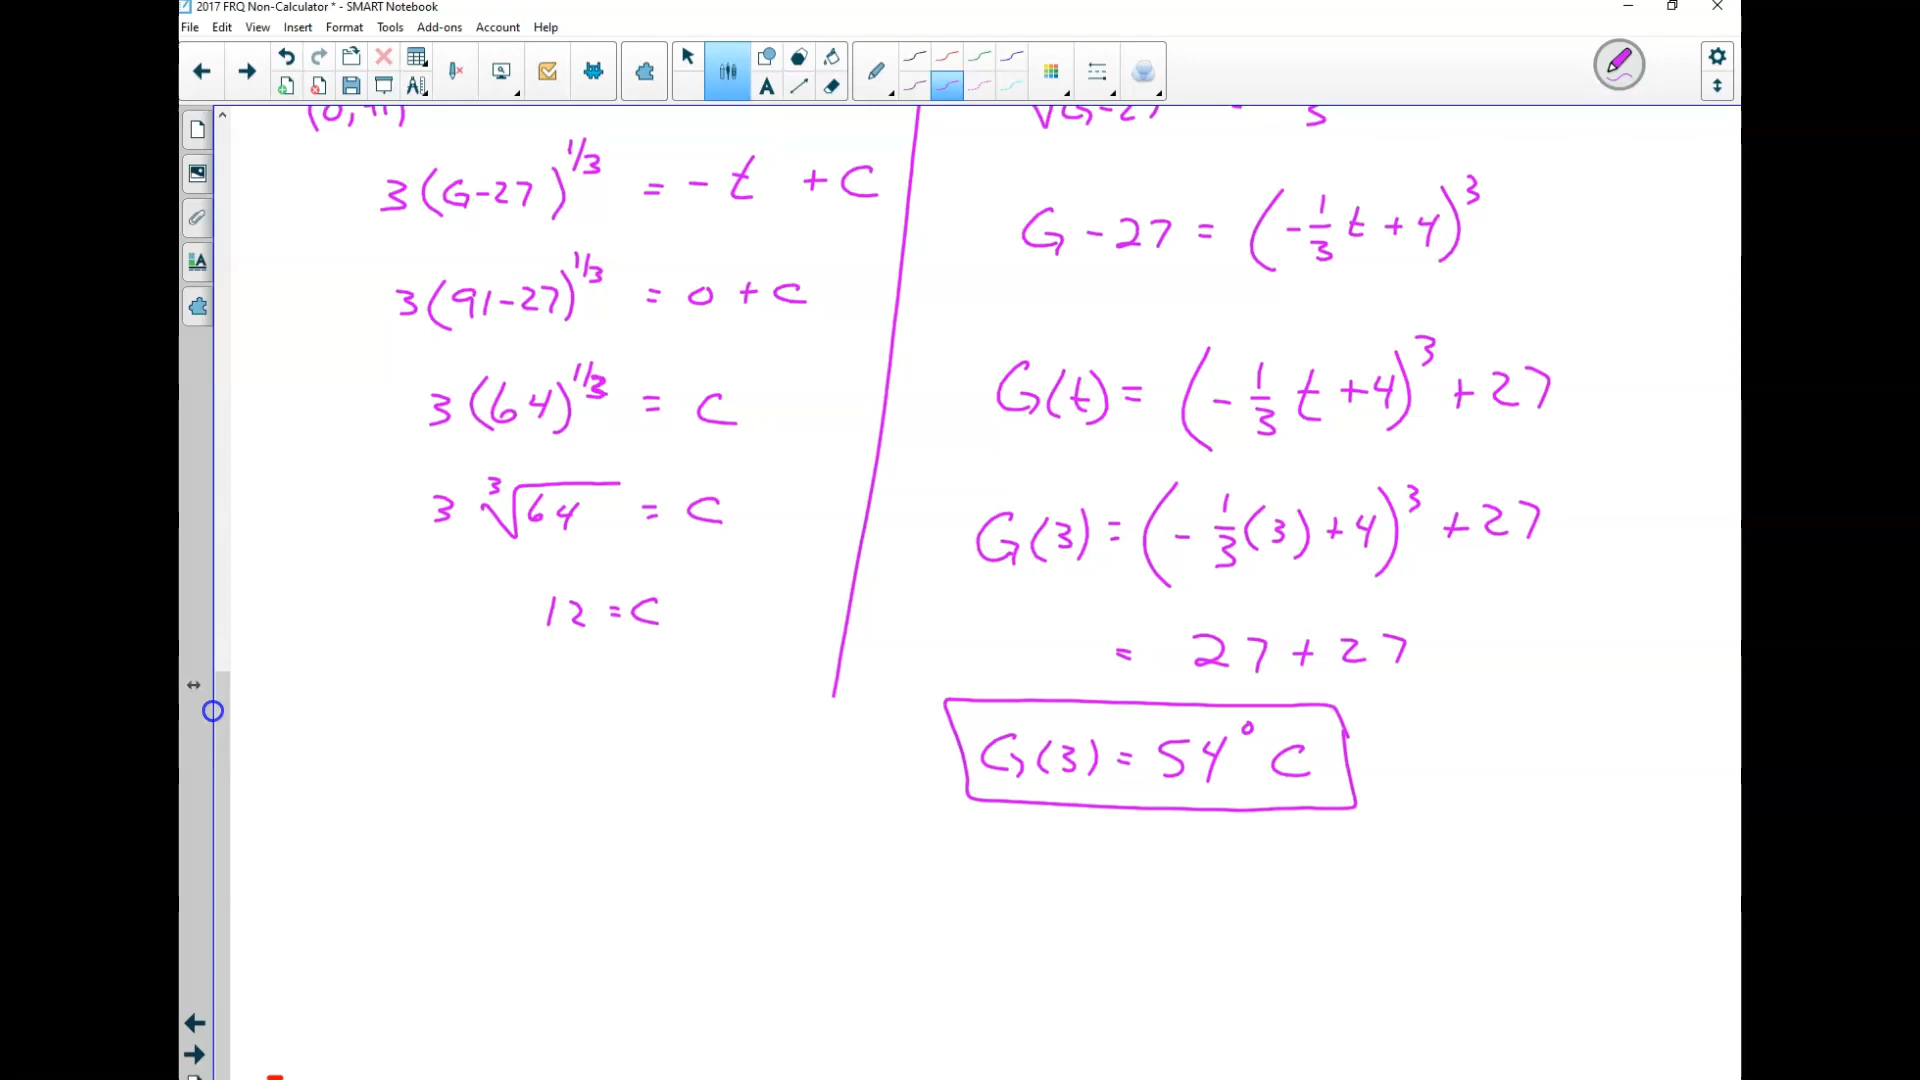 2017 FRQ Non-Calculator * - SMART Notebook
File Edit View Insert Format Tools Add-ons Account Help
(0, 91)
3(G-27)^1/3 = -t + C
3(91-27)^1/3 = 0 + C
3(64)^1/3 = C
3 ∛64 = C
12 = C
G - 27 = (-1/3 t + 4)^3
G(t) = (-1/3 t + 4)^3 + 27
G(3) = (-1/3(3) + 4)^3 + 27
= 27 + 27
G(3) = 54° C